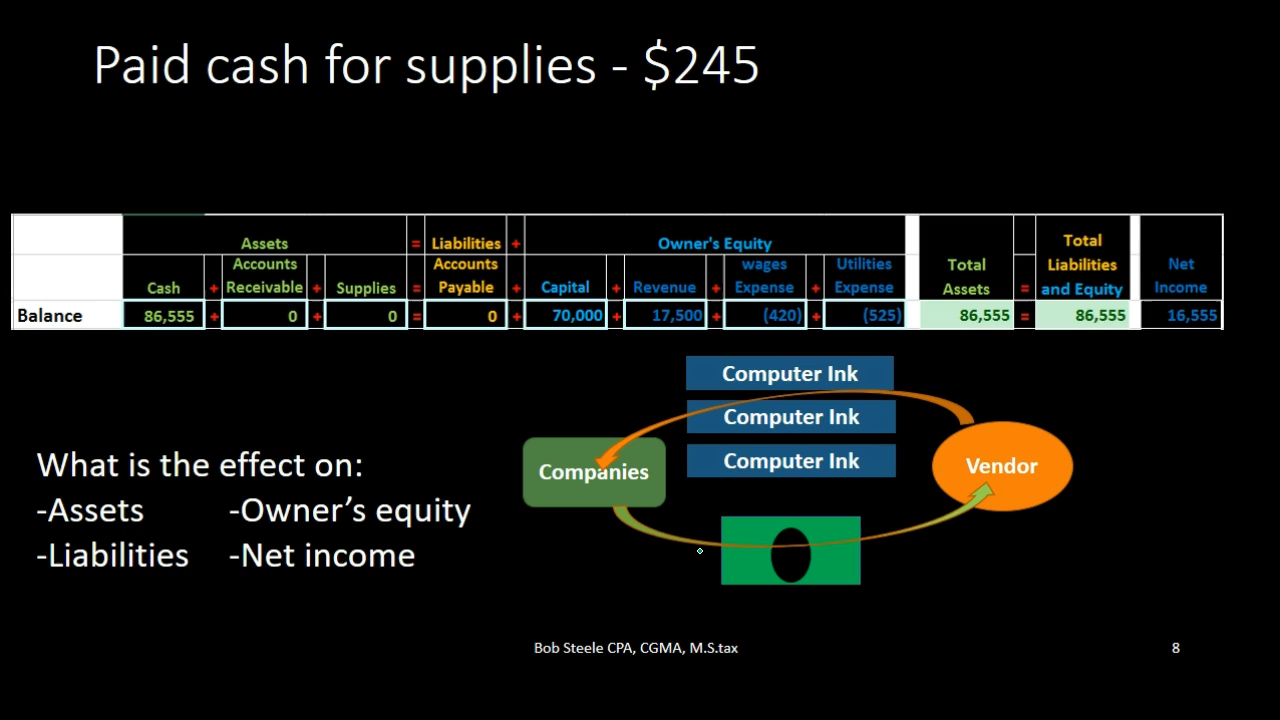 Paid cash for supplies - $245
Assets = Liabilities + Owner's Equity Total
Accounts Accounts wages Utilities Total Liabilities Net
Cash + Receivable + Supplies = Payable + Capital + Revenue + Expense + Expense Assets = and Equity Income
Balance 86,555 + 0 + 0 = 0 + 70,000 + 17,500 + (420) + (525) 86,555 = 86,555 16,555
Computer Ink
Computer Ink
Computer Ink
Companies
Vendor
What is the effect on:
-Assets -Owner’s equity
-Liabilities -Net income
Bob Steele CPA, CGMA, M.S.tax 8